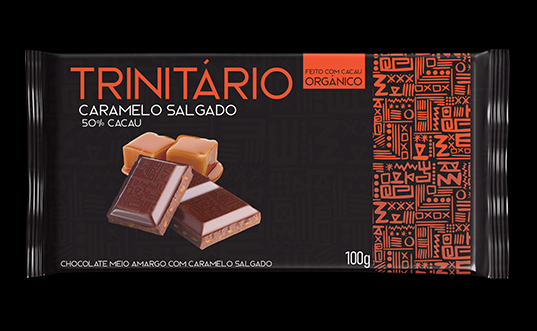 TRINITÁRIO
CARAMELO SALGADO
50% CACAU
FEITO COM CACAU
ORGÂNICO
100g
CHOCOLATE MEIO AMARGO COM CARAMELO SALGADO